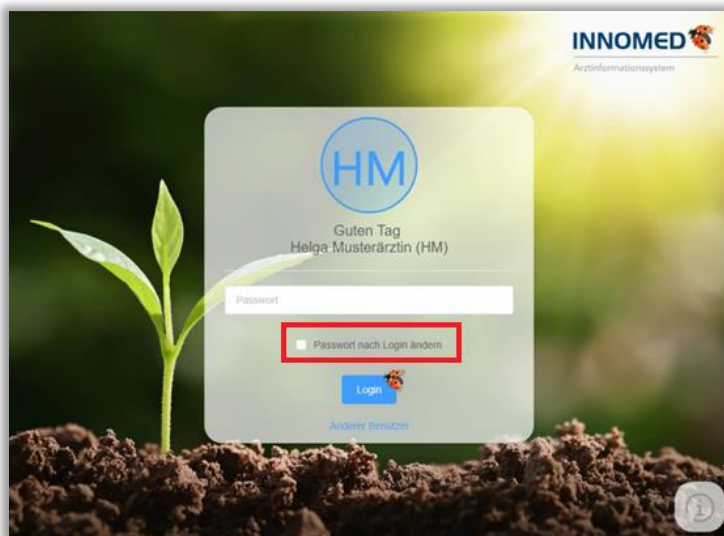 INNOMED
Arztinformationssystem
HM
Guten Tag
Helga Musterärztin (HM)
Passwort
Passwort nach Login ändern
Login
Anderer Benutzer